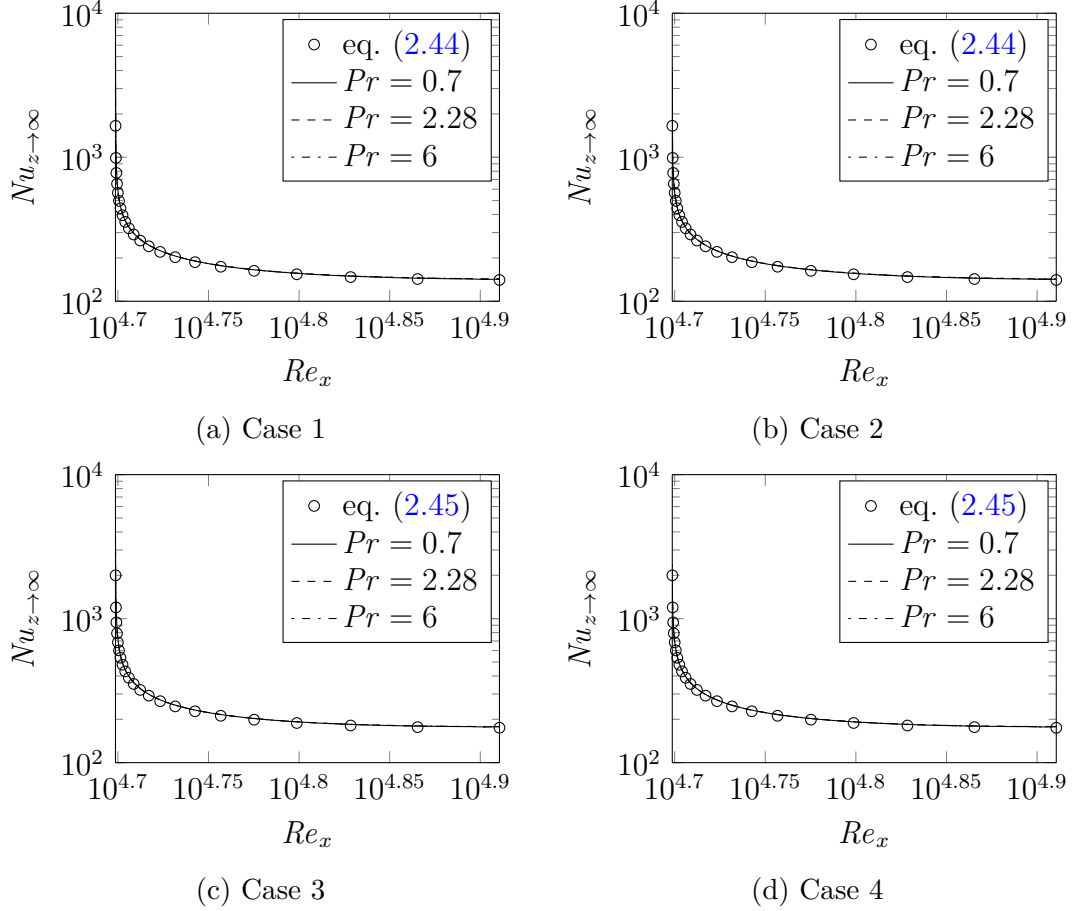 10^4
10^3
10^2
Nu_{z→∞}
eq. (2.44)
Pr = 0.7
Pr = 2.28
Pr = 6
10^4.7 10^4.75 10^4.8 10^4.85 10^4.9
Re_x
(a) Case 1
10^4
10^3
10^2
Nu_{z→∞}
eq. (2.44)
Pr = 0.7
Pr = 2.28
Pr = 6
10^4.7 10^4.75 10^4.8 10^4.85 10^4.9
Re_x
(b) Case 2
10^4
10^3
10^2
Nu_{z→∞}
eq. (2.45)
Pr = 0.7
Pr = 2.28
Pr = 6
10^4.7 10^4.75 10^4.8 10^4.85 10^4.9
Re_x
(c) Case 3
10^4
10^3
10^2
Nu_{z→∞}
eq. (2.45)
Pr = 0.7
Pr = 2.28
Pr = 6
10^4.7 10^4.75 10^4.8 10^4.85 10^4.9
Re_x
(d) Case 4